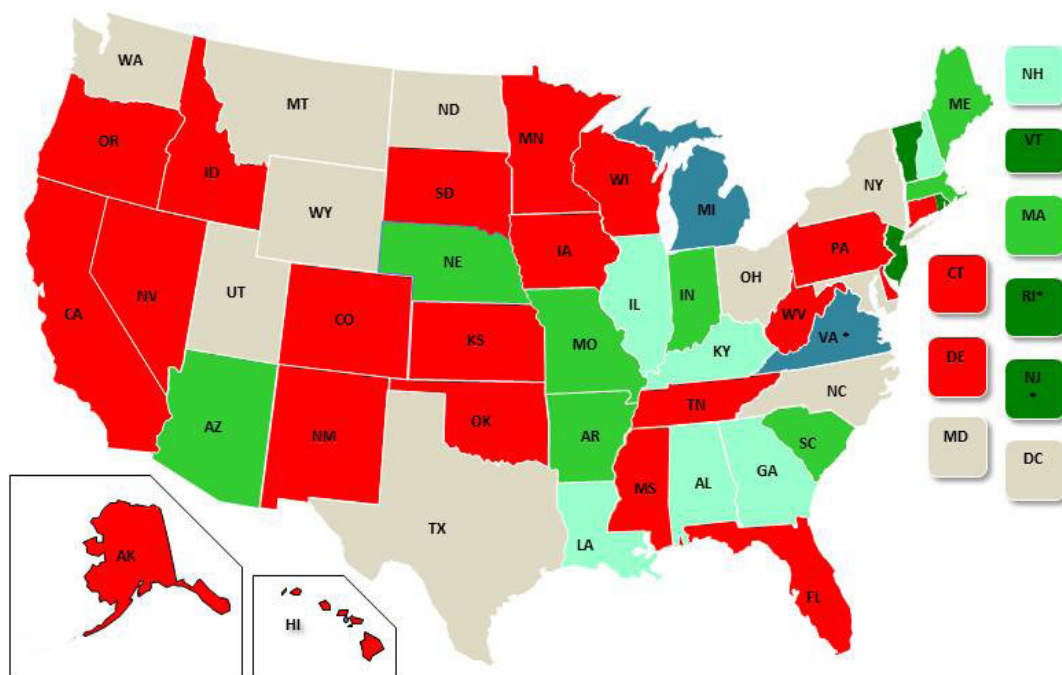 WA
MT
ND
MN
OR
ID
SD
WI
WY
MI
NY
ME
NH
VT
MA
CT
RI*
DE
NJ
*
MD
DC
PA
IA
NE
OH
IL
IN
NV
UT
CA
CO
KS
MO
WV
VA *
KY
NC
TN
AZ
NM
OK
AR
SC
MS
AL
GA
TX
LA
FL
AK
HI